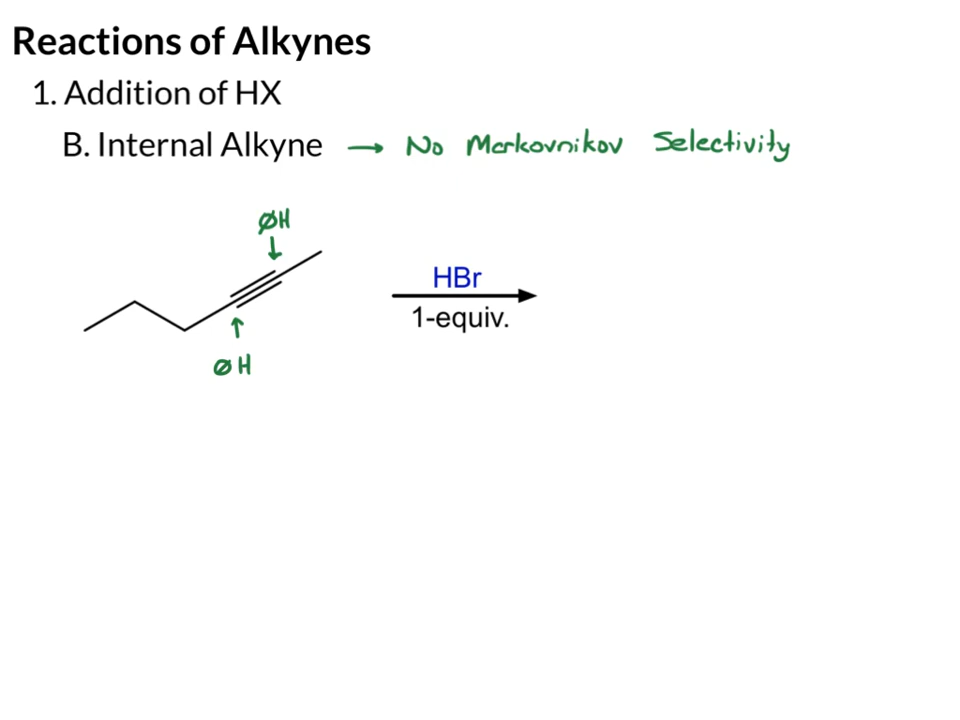 Reactions of Alkynes
1. Addition of HX
B. Internal Alkyne → No Markovnikov Selectivity
ØH
HBr
1-equiv.
ØH